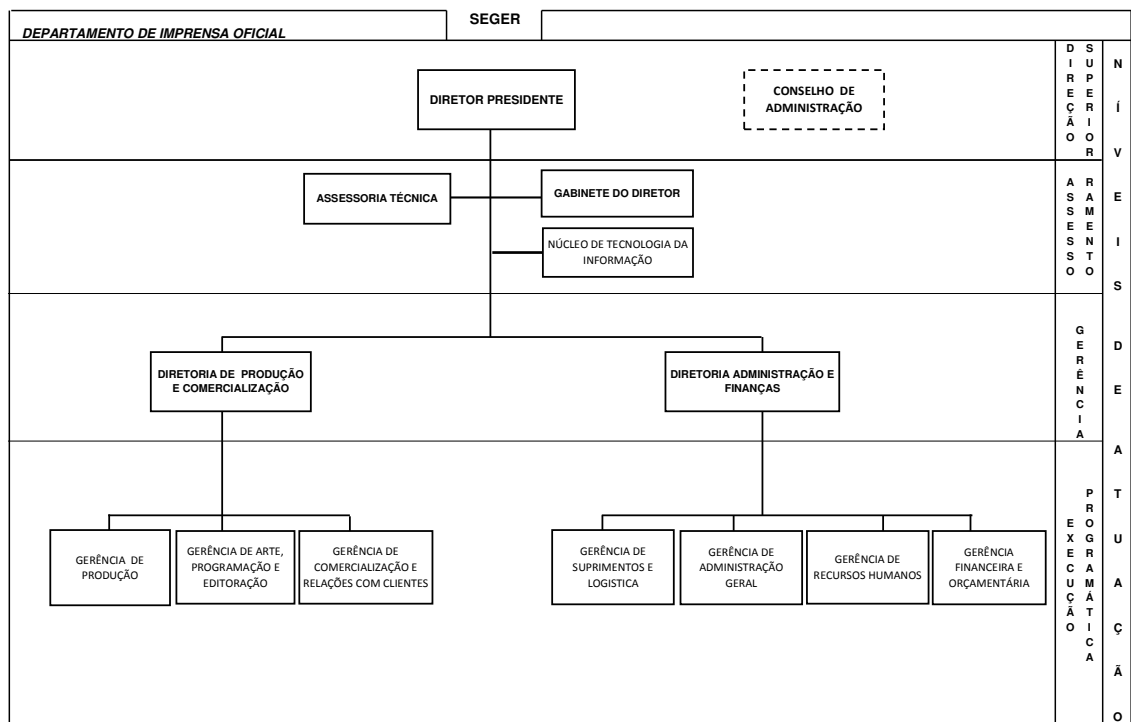 SEGER
DEPARTAMENTO DE IMPRENSA OFICIAL
DIRETOR PRESIDENTE
CONSELHO DE
ADMINISTRAÇÃO
DIREÇÃO
SUPERIOR
ASSESSORIA TÉCNICA
GABINETE DO DIRETOR
NÚCLEO DE TECNOLOGIA DA
INFORMAÇÃO
ASSESSO
RAMENTO
DIRETORIA DE PRODUÇÃO
E COMERCIALIZAÇÃO
DIRETORIA ADMINISTRAÇÃO E
FINANÇAS
GERÊNCIA
GERÊNCIA DE
PRODUÇÃO
GERÊNCIA DE ARTE,
PROGRAMAÇÃO E
EDITORAÇÃO
GERÊNCIA DE
COMERCIALIZAÇÃO E
RELAÇÕES COM CLIENTES
GERÊNCIA DE
SUPRIMENTOS E
LOGISTICA
GERÊNCIA DE
ADMINISTRAÇÃO
GERAL
GERÊNCIA DE
RECURSOS HUMANOS
GERÊNCIA
FINANCEIRA E
ORÇAMENTÁRIA
EXECUÇÃO
PROGRAMÁTICA
NÍVEIS DE ATUAÇÃO